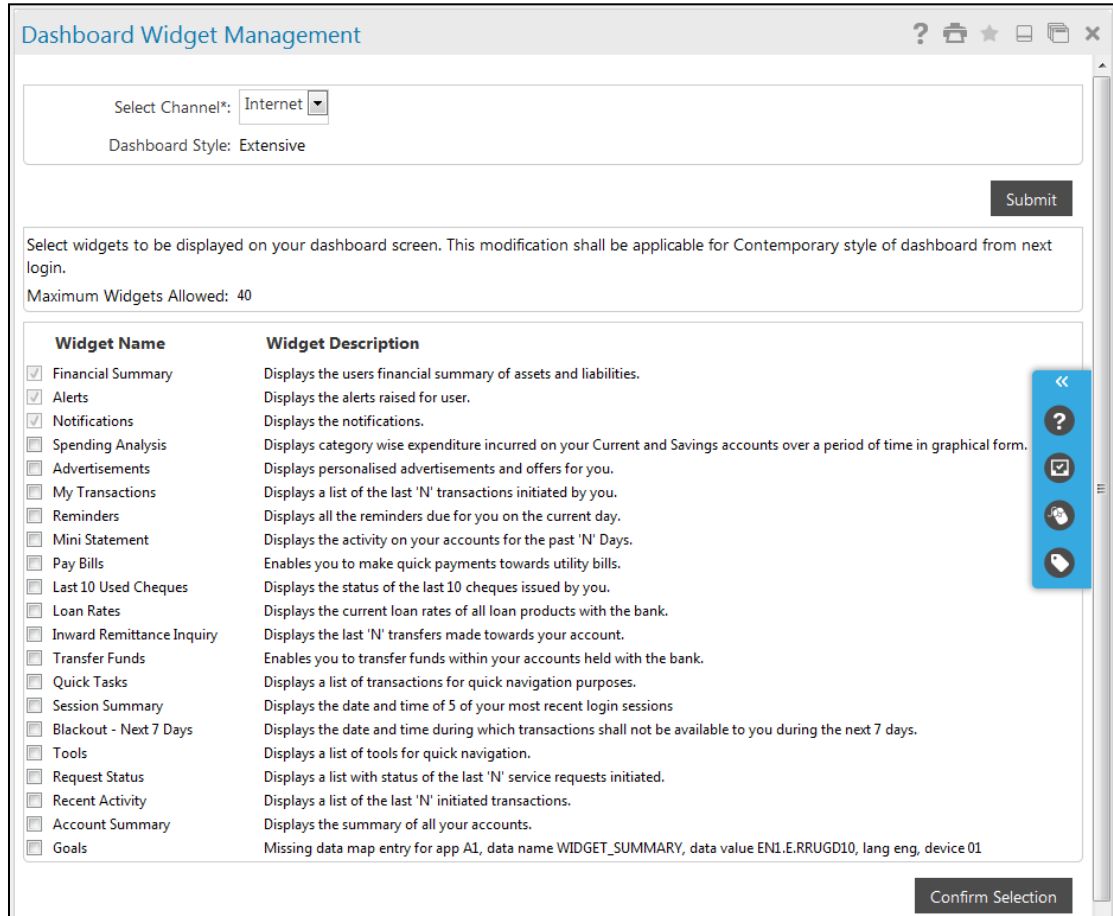 Dashboard Widget Management ?
Select Channel*: Internet
Dashboard Style: Extensive
Submit
Select widgets to be displayed on your dashboard screen. This modification shall be applicable for Contemporary style of dashboard from next
login.
Maximum Widgets Allowed: 40
Widget Name Widget Description
Financial Summary Displays the users financial summary of assets and liabilities.
Alerts Displays the alerts raised for user.
Notifications Displays the notifications.
Spending Analysis Displays category wise expenditure incurred on your Current and Savings accounts over a period of time in graphical form.
Advertisements Displays personalised advertisements and offers for you.
My Transactions Displays a list of the last 'N' transactions initiated by you.
Reminders Displays all the reminders due for you on the current day.
Mini Statement Displays the activity on your accounts for the past 'N' Days.
Pay Bills Enables you to make quick payments towards utility bills.
Last 10 Used Cheques Displays the status of the last 10 cheques issued by you.
Loan Rates Displays the current loan rates of all loan products with the bank.
Inward Remittance Inquiry Displays the last 'N' transfers made towards your account.
Transfer Funds Enables you to transfer funds within your accounts held with the bank.
Quick Tasks Displays a list of transactions for quick navigation purposes.
Session Summary Displays the date and time of 5 of your most recent login sessions
Blackout - Next 7 Days Displays the date and time during which transactions shall not be available to you during the next 7 days.
Tools Displays a list of tools for quick navigation.
Request Status Displays a list with status of the last 'N' service requests initiated.
Recent Activity Displays a list of the last 'N' initiated transactions.
Account Summary Displays the summary of all your accounts.
Goals Missing data map entry for app A1, data name WIDGET_SUMMARY, data value EN1.E.RRUGD10, lang eng, device 01
Confirm Selection